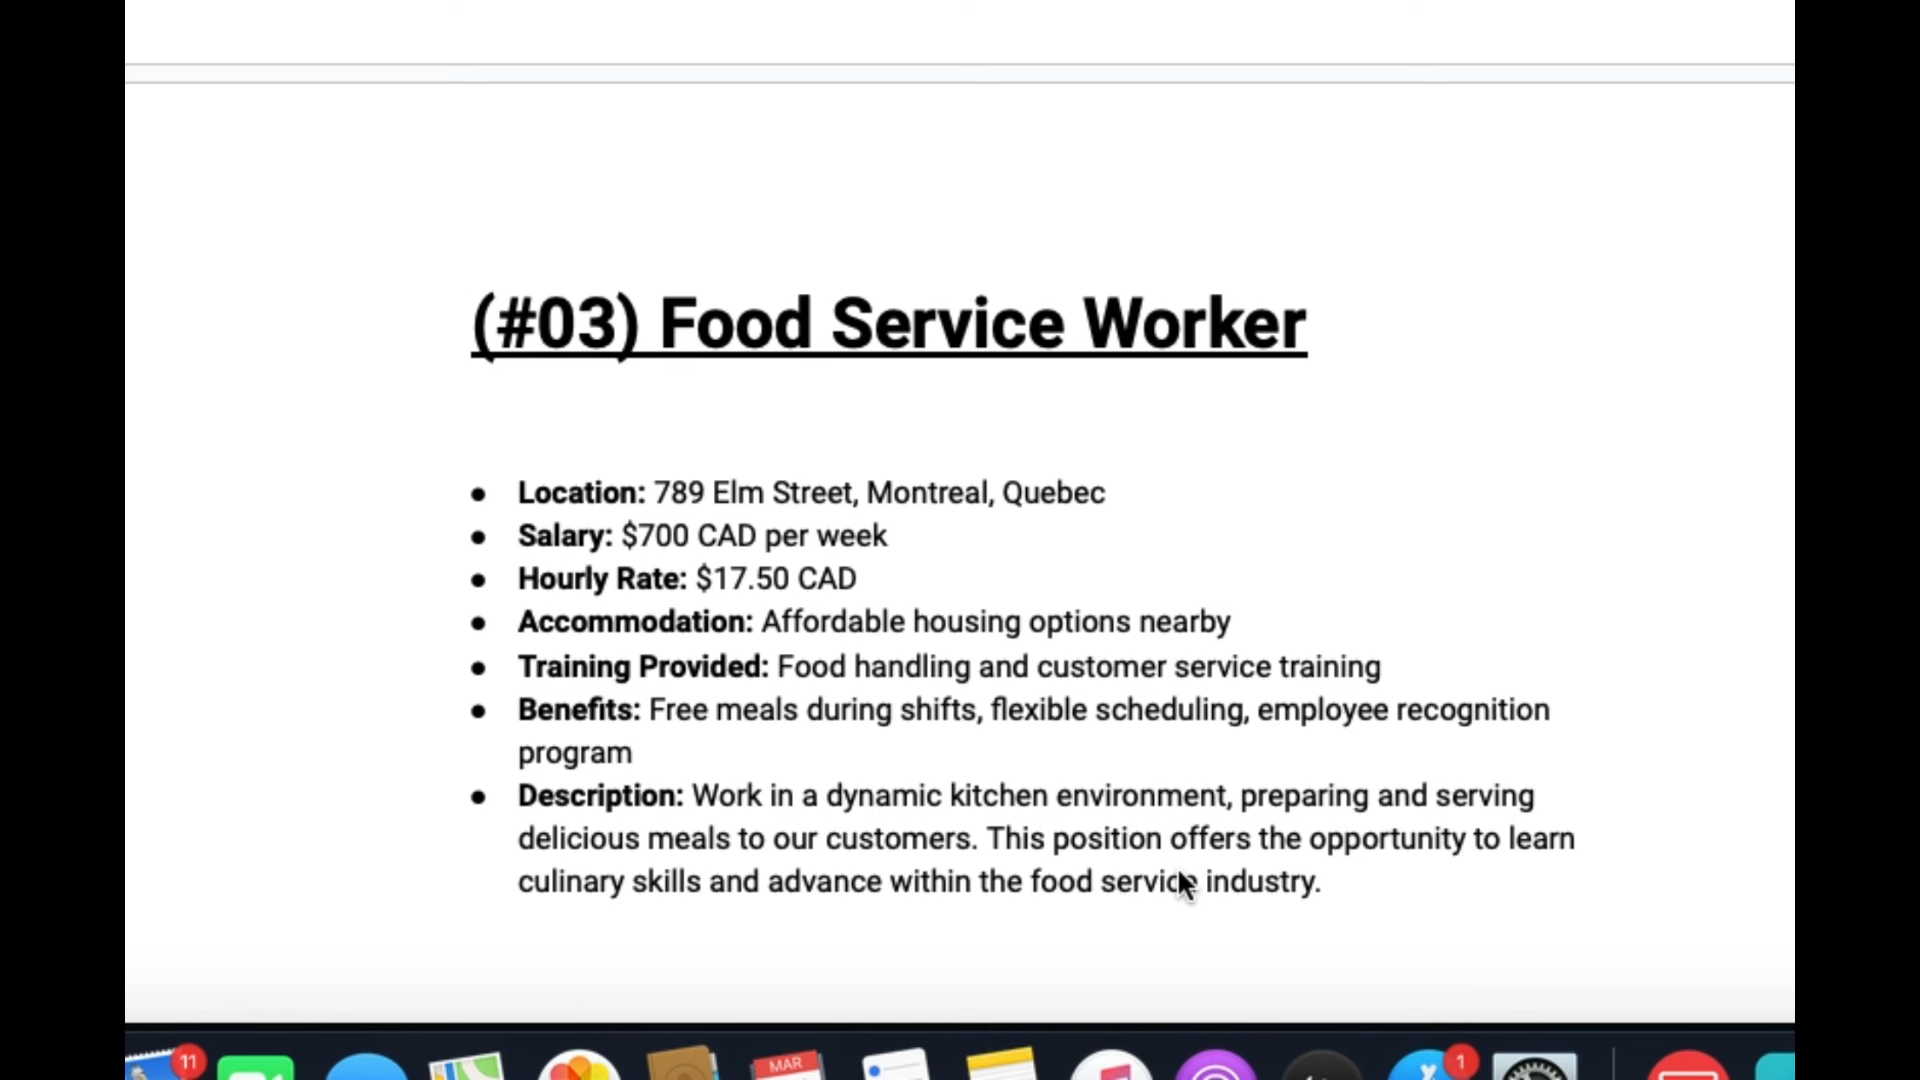 (#03) Food Service Worker
● Location: 789 Elm Street, Montreal, Quebec
● Salary: $700 CAD per week
● Hourly Rate: $17.50 CAD
● Accommodation: Affordable housing options nearby
● Training Provided: Food handling and customer service training
● Benefits: Free meals during shifts, flexible scheduling, employee recognition
program
● Description: Work in a dynamic kitchen environment, preparing and serving
delicious meals to our customers. This position offers the opportunity to learn
culinary skills and advance within the food service industry.
11
MAR
1